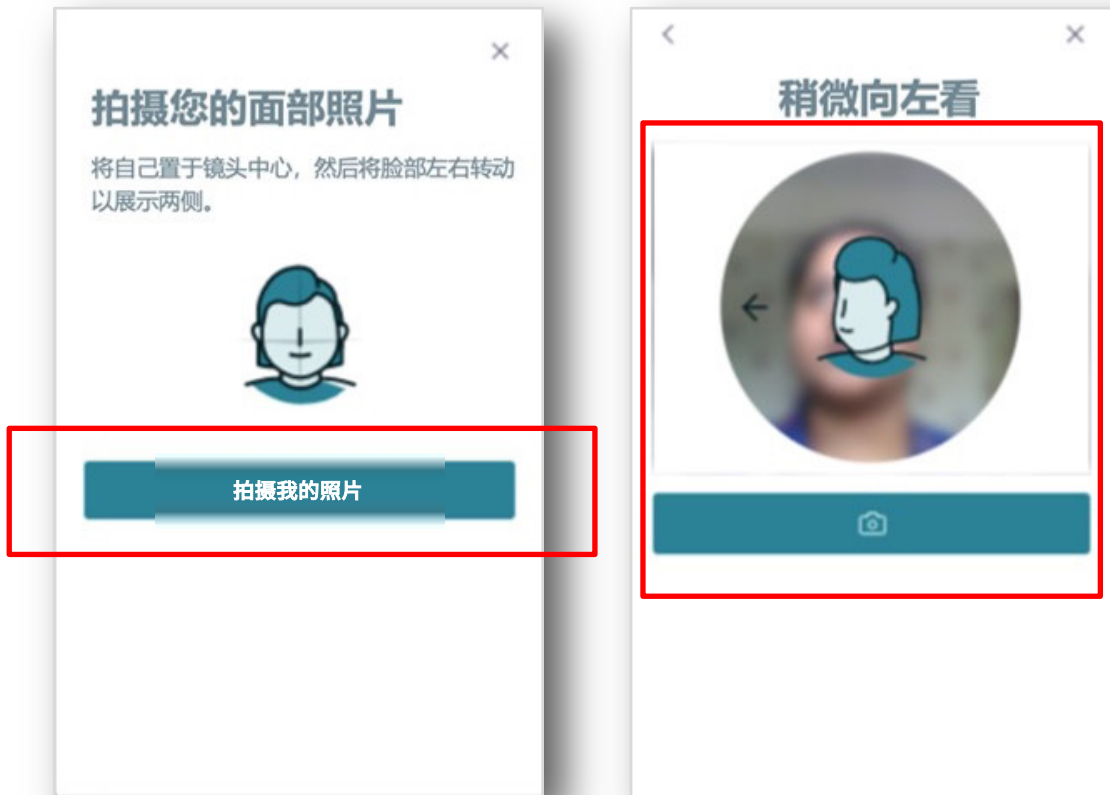 拍摄您的面部照片
将自己置于镜头中心，然后将脸部左右转动
以展示两侧。
拍摄我的照片
稍微向左看